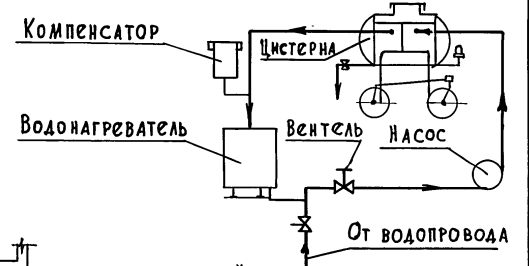 Компенсатор
Цистерна
Водонагреватель
Вентель
Насос
От водопровода